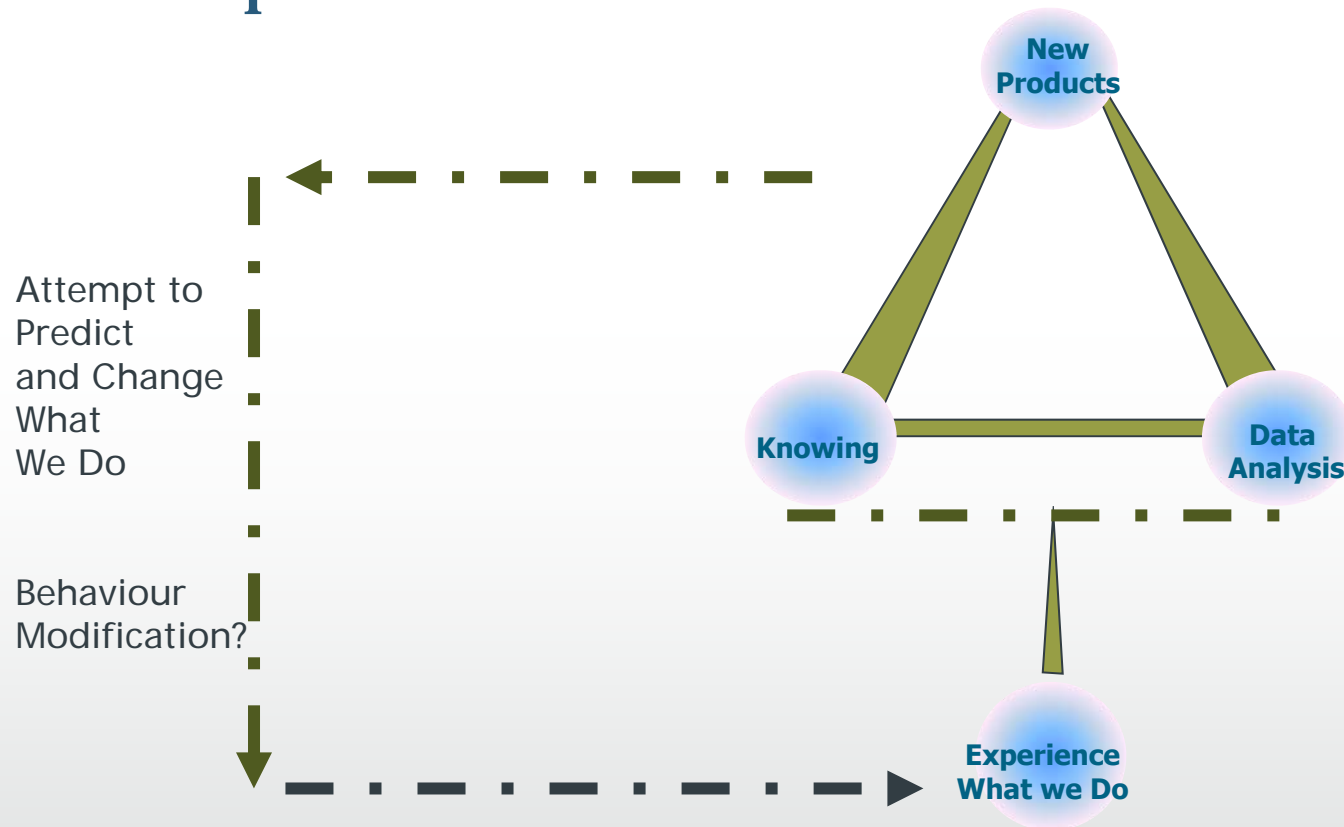 New
Products
Attempt to
Predict
and Change
What
We Do
Knowing
Data
Analysis
Behaviour
Modification?
Experience
What we Do